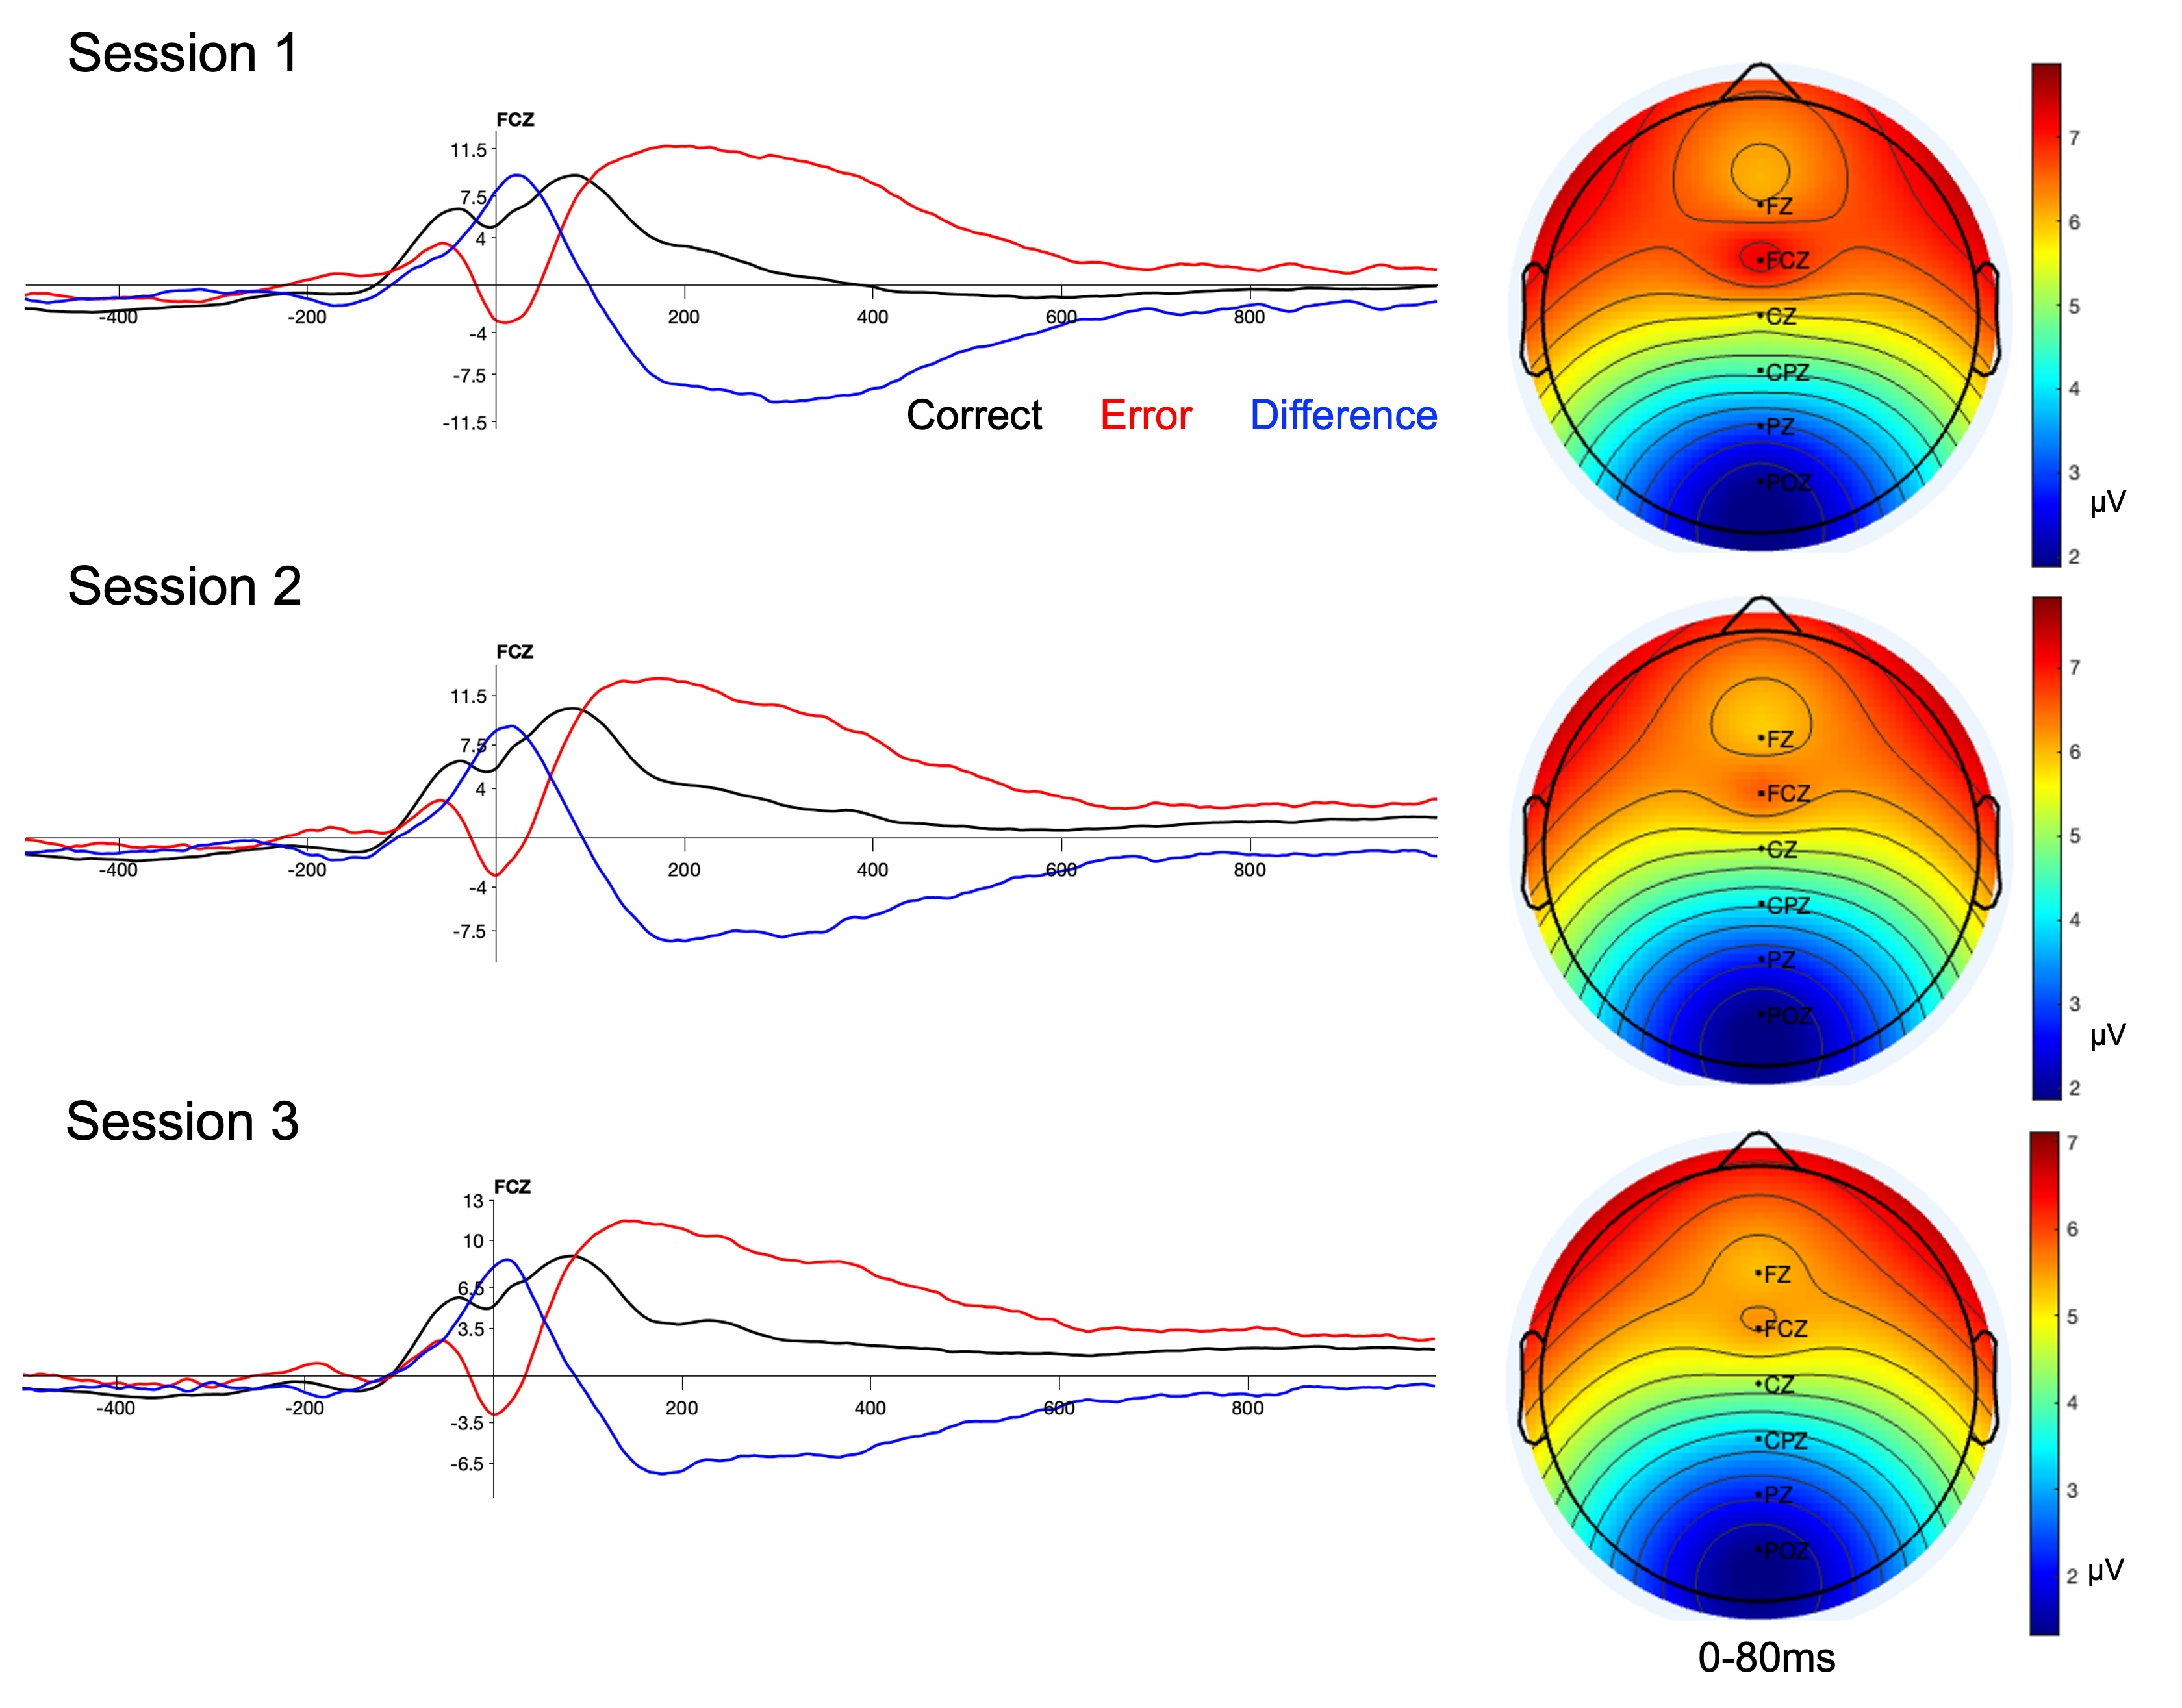 Session 1
FCZ
11.5
7.5
4
-400 -200 200 400 600 800
-4
-7.5
-11.5
Correct Error Difference
FZ
FCZ
CZ
CPZ
PZ
POZ
7
6
5
4
3
2
µV
Session 2
FCZ
11.5
7.5
4
-400 -200 200 400 600 800
-4
-7.5
FZ
FCZ
CZ
CPZ
PZ
POZ
7
6
5
4
3
2
µV
Session 3
FCZ
13
10
6.5
3.5
-400 -200 200 400 600 800
-3.5
-6.5
FZ
FCZ
CZ
CPZ
PZ
POZ
7
6
5
4
3
2
µV
0-80ms